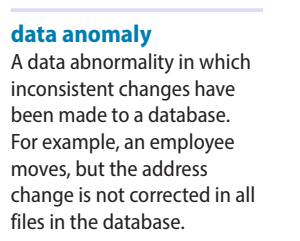 data anomaly
A data abnormality in which
inconsistent changes have
been made to a database.
For example, an employee
moves, but the address
change is not corrected in all
files in the database.